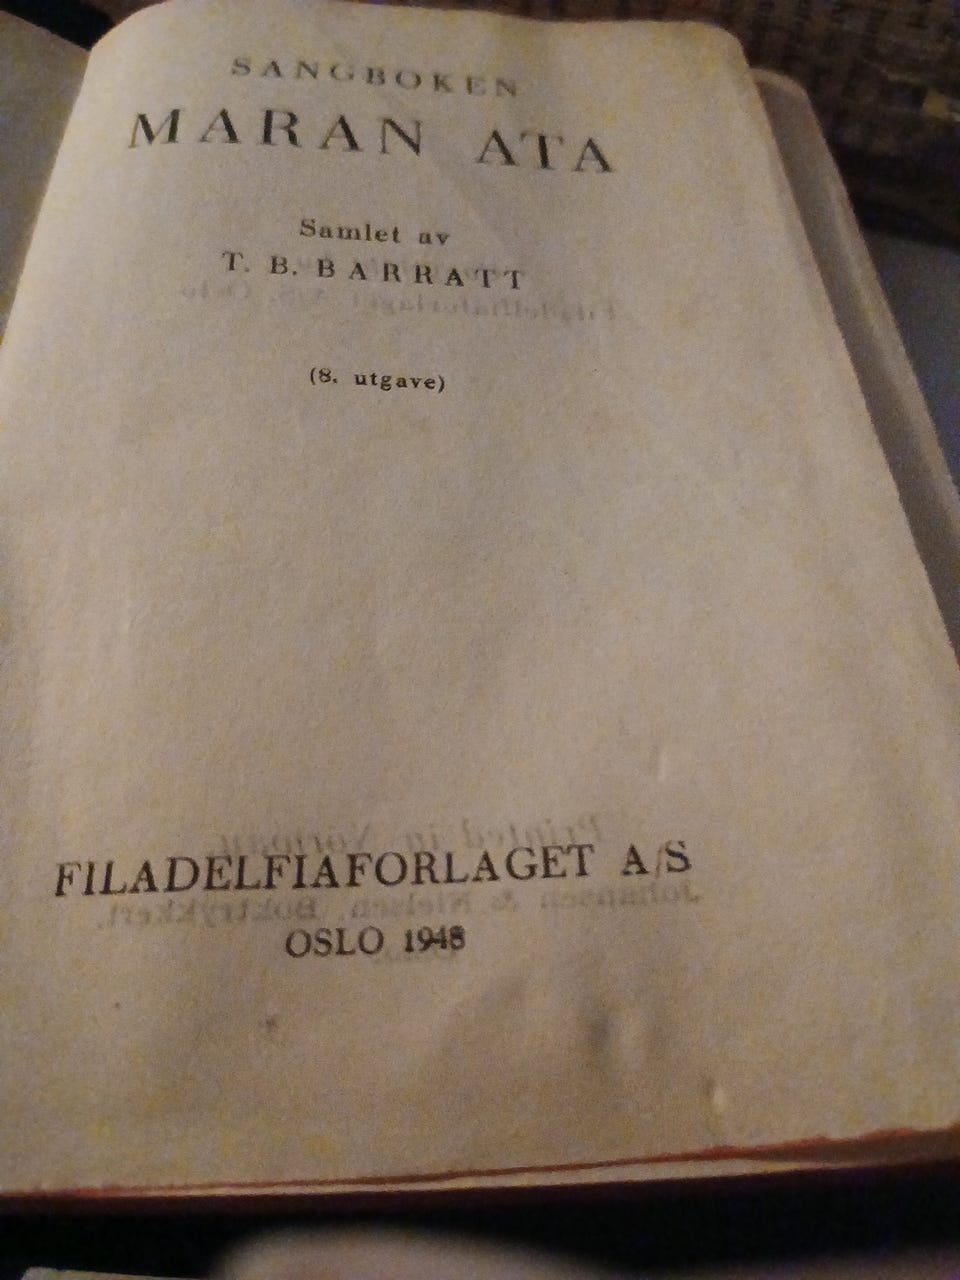 SANGBOKEN
MARAN ATA
Samlet av
T. B. BARRATT
(8. utgave)
FILADELFIAFORLAGET A/S
OSLO 1948